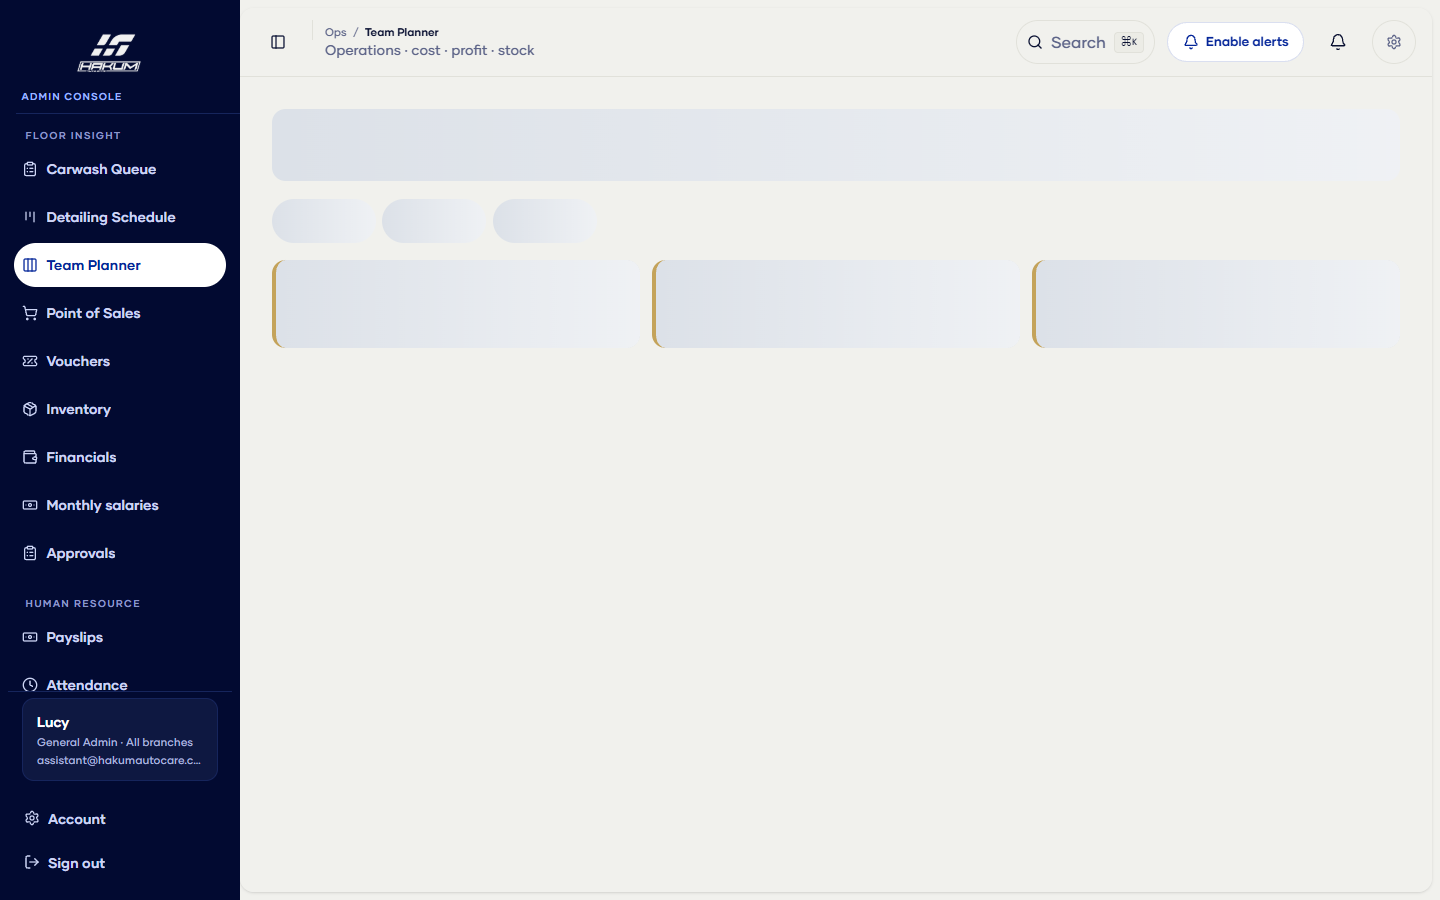 HAKUM
ADMIN CONSOLE
FLOOR INSIGHT
Carwash Queue
Detailing Schedule
Team Planner
Point of Sales
Vouchers
Inventory
Financials
Monthly salaries
Approvals
HUMAN RESOURCE
Payslips
Attendance
Lucy
General Admin · All branches
assistant@hakumautocare.c...
Account
Sign out
Ops / Team Planner
Operations · cost · profit · stock
Search ⌘K
Enable alerts